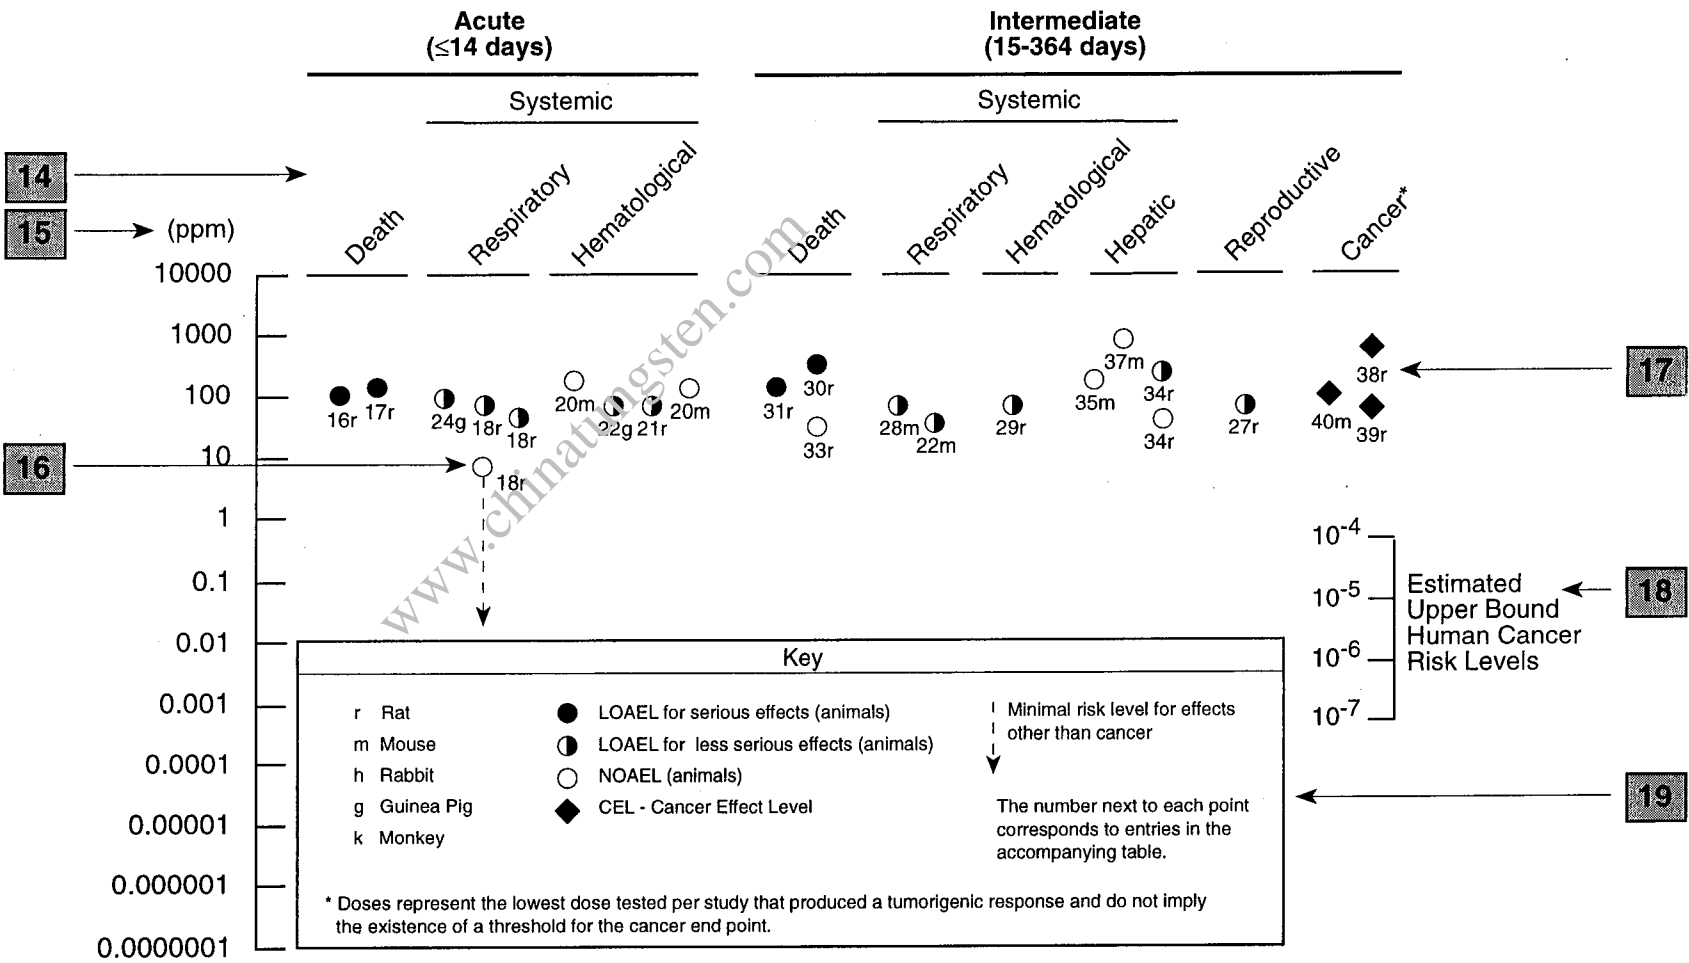 Acute
(≤14 days)
Intermediate
(15-364 days)
Systemic
Systemic
14
15
(ppm)
Death
Respiratory
Hematological
Death
Respiratory
Hematological
Hepatic
Reproductive
Cancer*
10000
1000
100
10
1
0.1
0.01
0.001
0.0001
0.00001
0.000001
0.0000001
16r
17r
24g
18r
18r
18r
20m
22g
21r
20m
31r
30r
33r
28m
22m
29r
35m
37m
34r
34r
27r
40m
38r
39r
16
17
18
19
10-4
10-5
10-6
10-7
Estimated
Upper Bound
Human Cancer
Risk Levels
www.chinatungsten.com
Key
r Rat
m Mouse
h Rabbit
g Guinea Pig
k Monkey
LOAEL for serious effects (animals)
LOAEL for less serious effects (animals)
NOAEL (animals)
CEL - Cancer Effect Level
Minimal risk level for effects
other than cancer
The number next to each point
corresponds to entries in the
accompanying table.
* Doses represent the lowest dose tested per study that produced a tumorigenic response and do not imply
the existence of a threshold for the cancer end point.